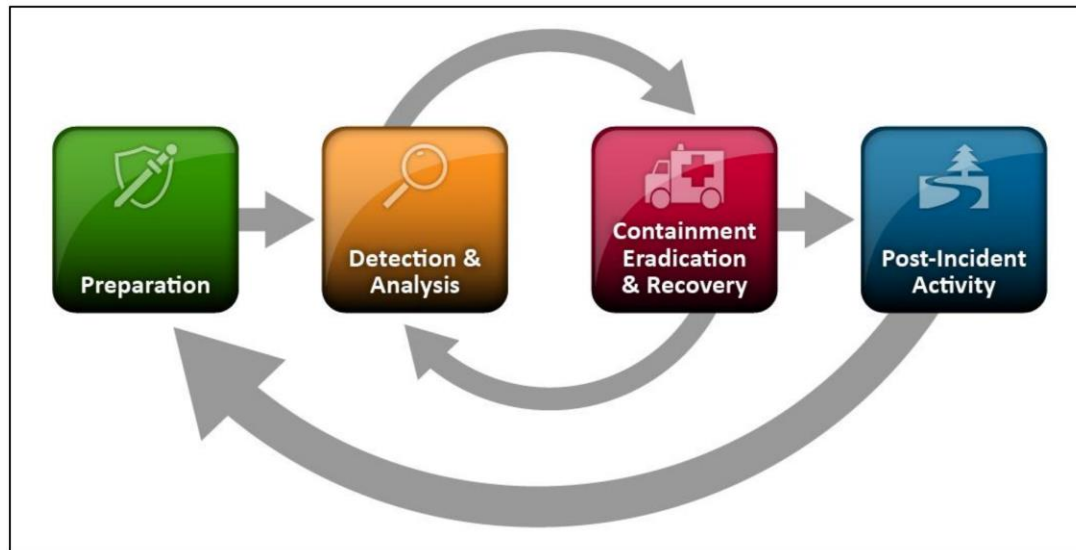 Preparation
Detection &
Analysis
Containment
Eradication
& Recovery
Post-Incident
Activity